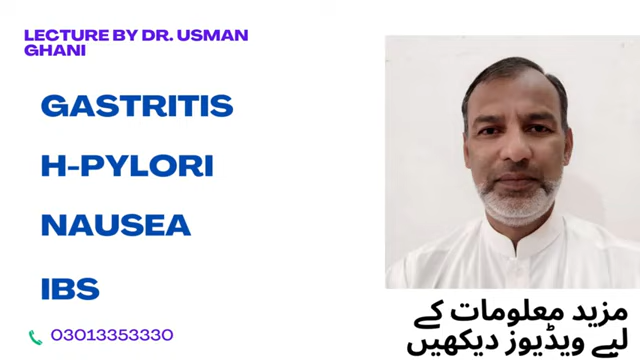 LECTURE BY DR. USMAN
GHANI
GASTRITIS
H-PYLORI
NAUSEA
IBS
03013353330
مزید معلومات کے
لیے ویڈیوز دیکھیں